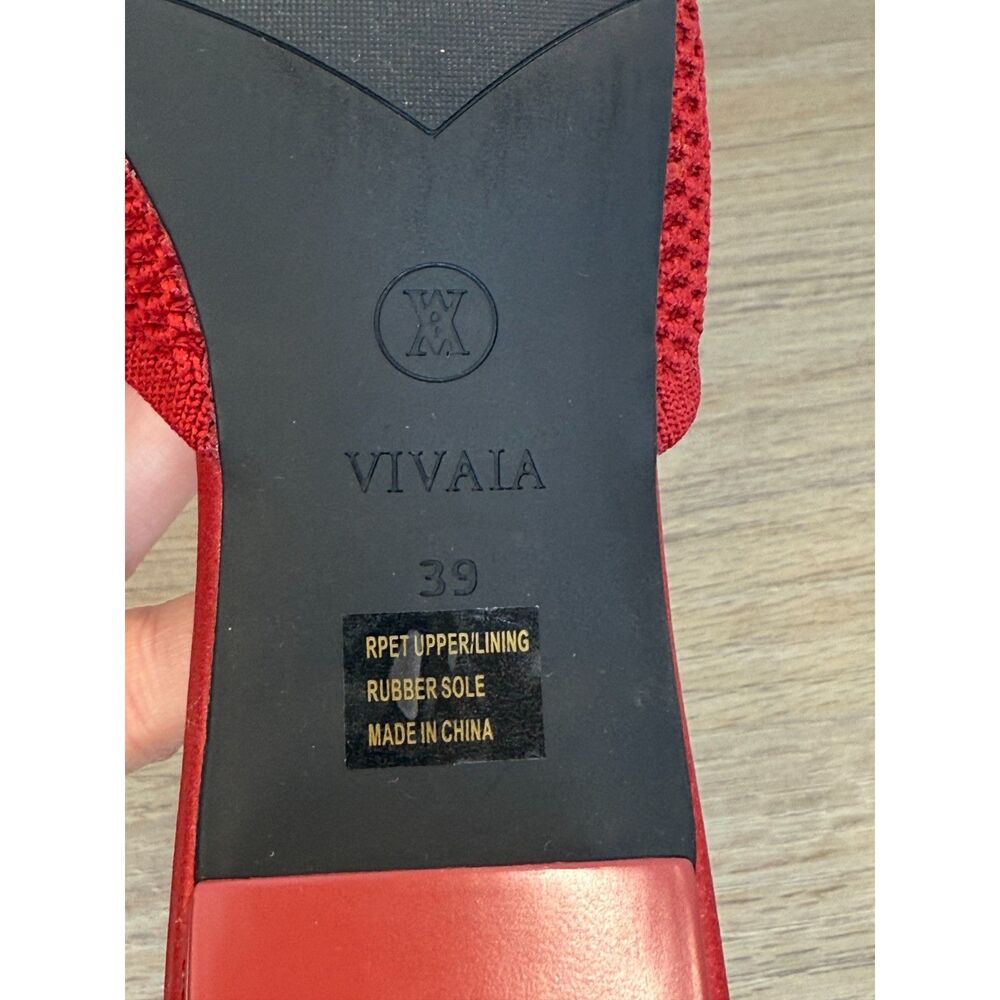 VIVAIA
39
RPET UPPER/LINING
RUBBER SOLE
MADE IN CHINA